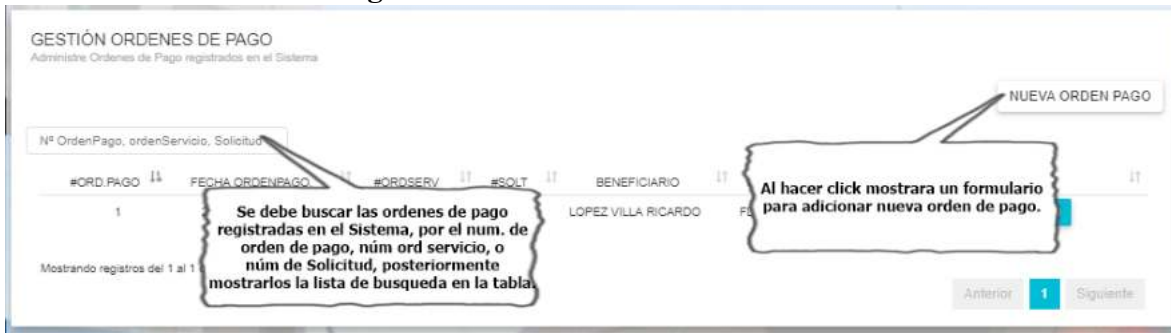 GESTIÓN ORDENES DE PAGO
Administre Ordenes de Pago registrados en el Sistema
NUEVA ORDEN PAGO
Nº OrdenPago, ordenServicio, Solicitud
#ORD.PAGO FECHA ORDENPAGO #ORDSERV #SOLT BENEFICIARIO
1 LOPEZ VILLA RICARDO
Se debe buscar las ordenes de pago
registradas en el Sistema, por el num. de
orden de pago, núm ord servicio, o
núm de Solicitud, posteriormente
mostrarlos la lista de busqueda en la tabla.
Al hacer click mostrara un formulario
para adicionar nueva orden de pago.
Mostrando registros del 1 al 1
Anterior 1 Siguiente